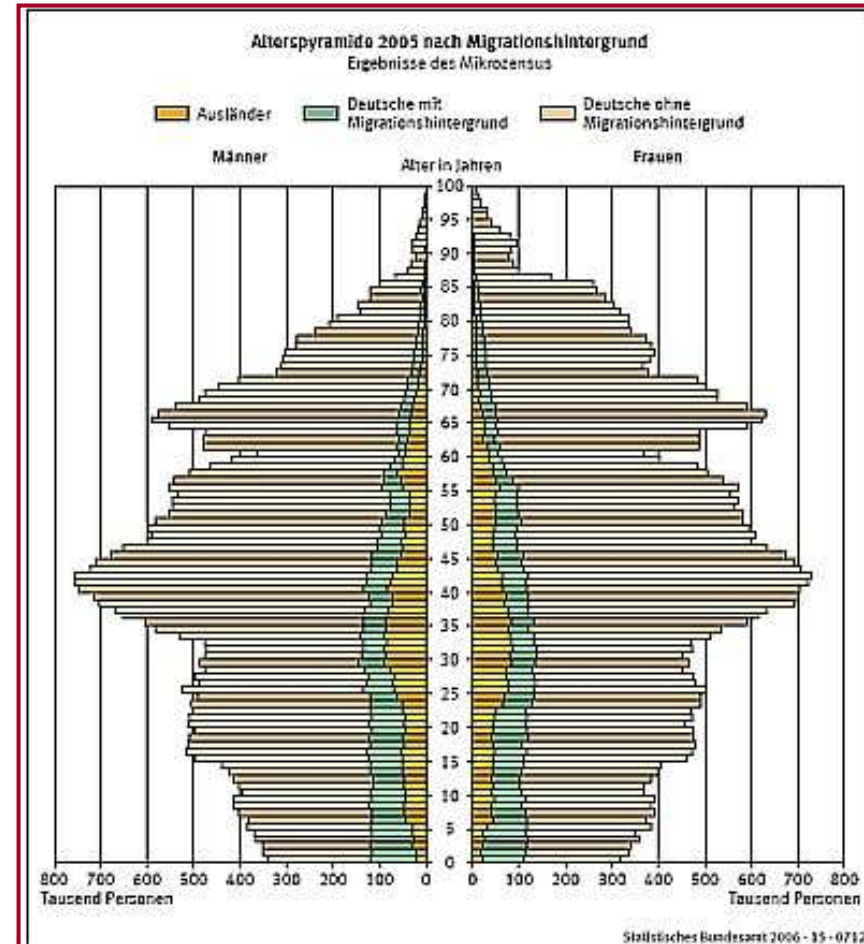 Alterspyramide 2005 nach Migrationshintergrund
Ergebnisse des Mikrozensus
Ausländer
Deutsche mit
Migrationshintergrund
Deutsche ohne
Migrationshintergrund
Männer
Alter in Jahren
Frauen
100
95
90
85
80
75
70
65
60
55
50
45
40
35
30
25
20
15
10
5
0
800 700 600 500 400 300 200 100 0
0 100 200 300 400 500 600 700 800
Tausend Personen
Tausend Personen
Statistisches Bundesamt 2006 - 15 - 0712